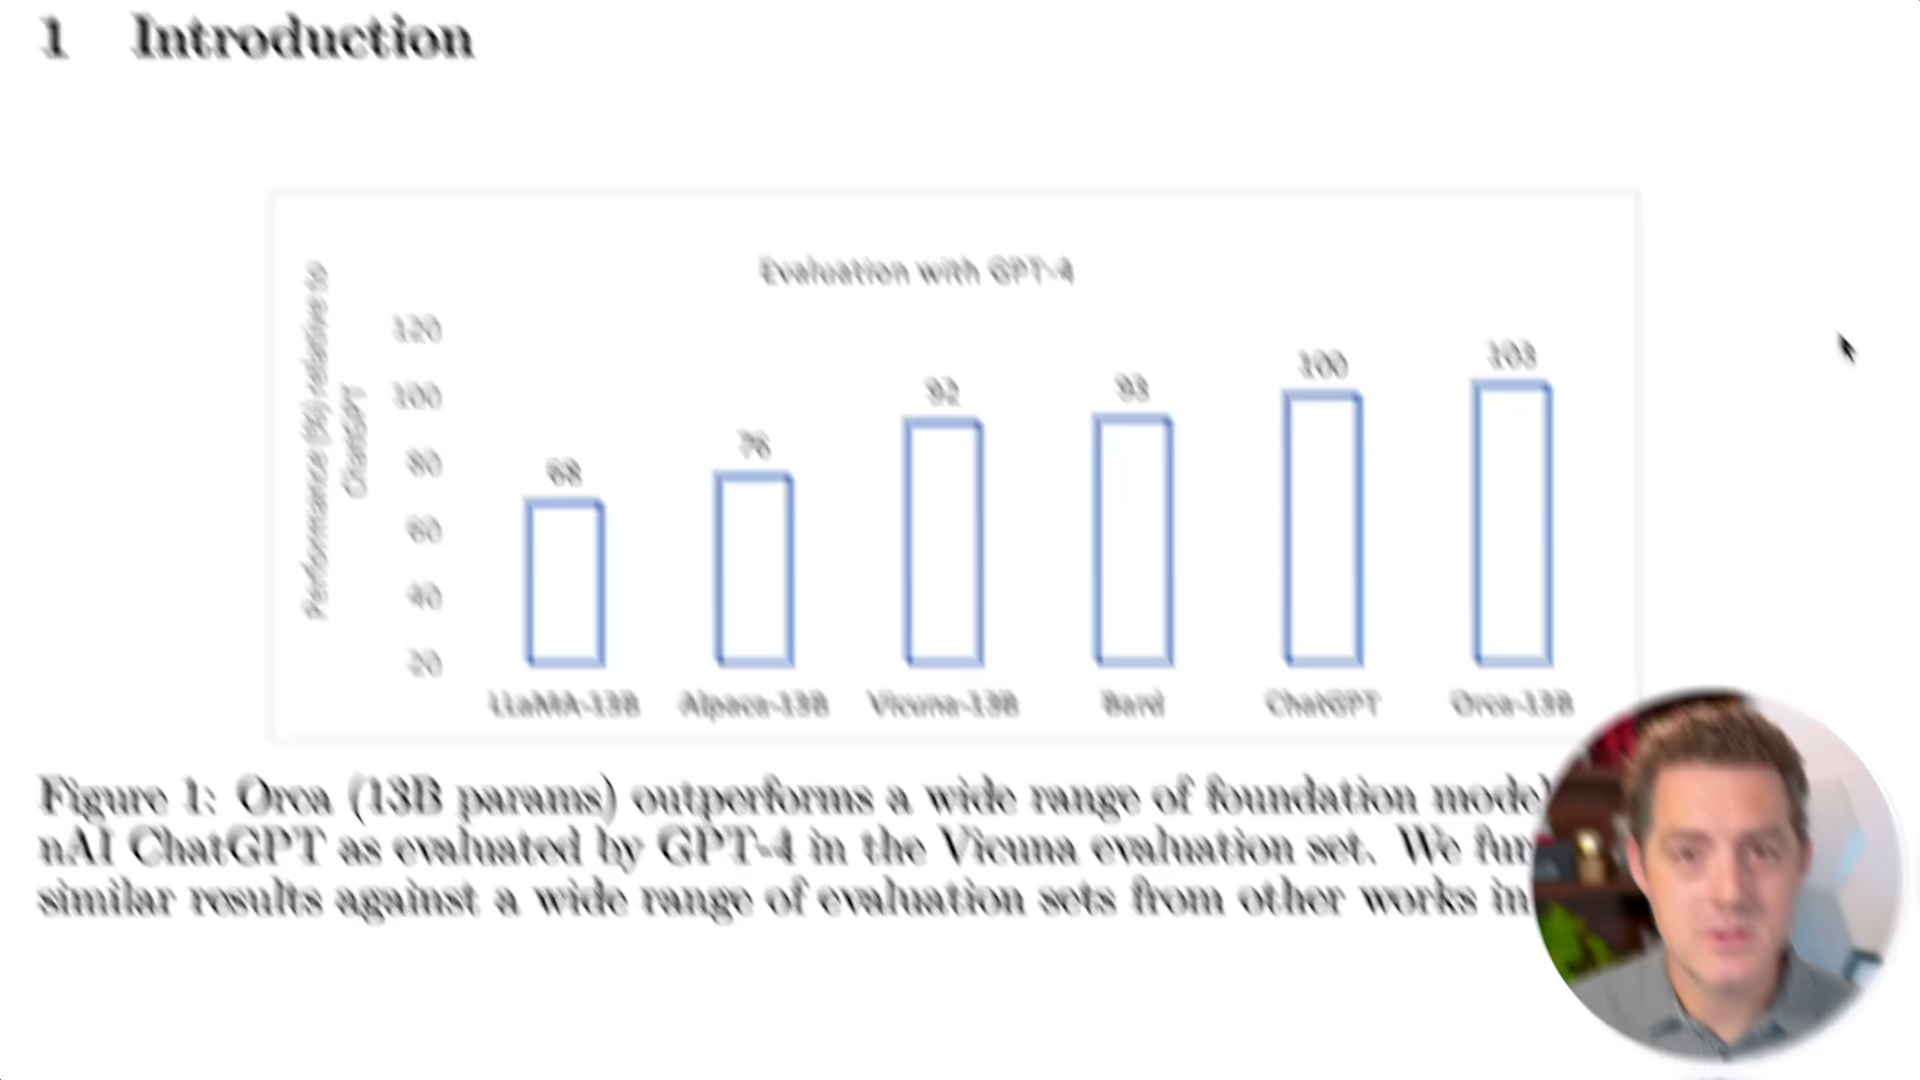 1 Introduction
Evaluation with GPT-4
Performance (%) relative to
ChatGPT
120
100
80
60
40
20
68
76
92
93
100
103
LLaMA-13B
Alpaca-13B
Vicuna-13B
Bard
ChatGPT
Orca-13B
Figure 1: Orca (13B params) outperforms a wide range of foundation model
nAI ChatGPT as evaluated by GPT-4 in the Vicuna evaluation set. We fur
similar results against a wide range of evaluation sets from other works in